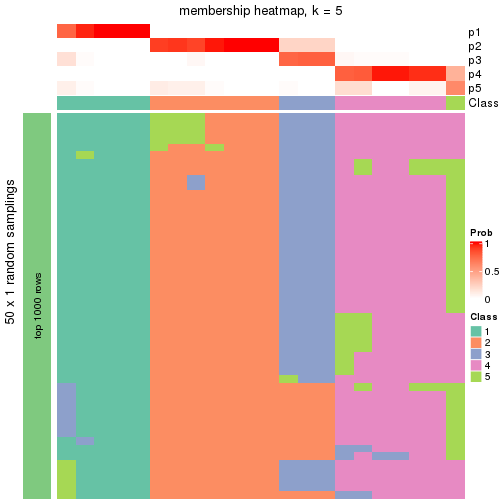 membership heatmap, k = 5
p1
p2
p3
p4
p5
Class
50 x 1 random samplings
top 1000 rows
Prob
1
0.5
0
Class
1
2
3
4
5